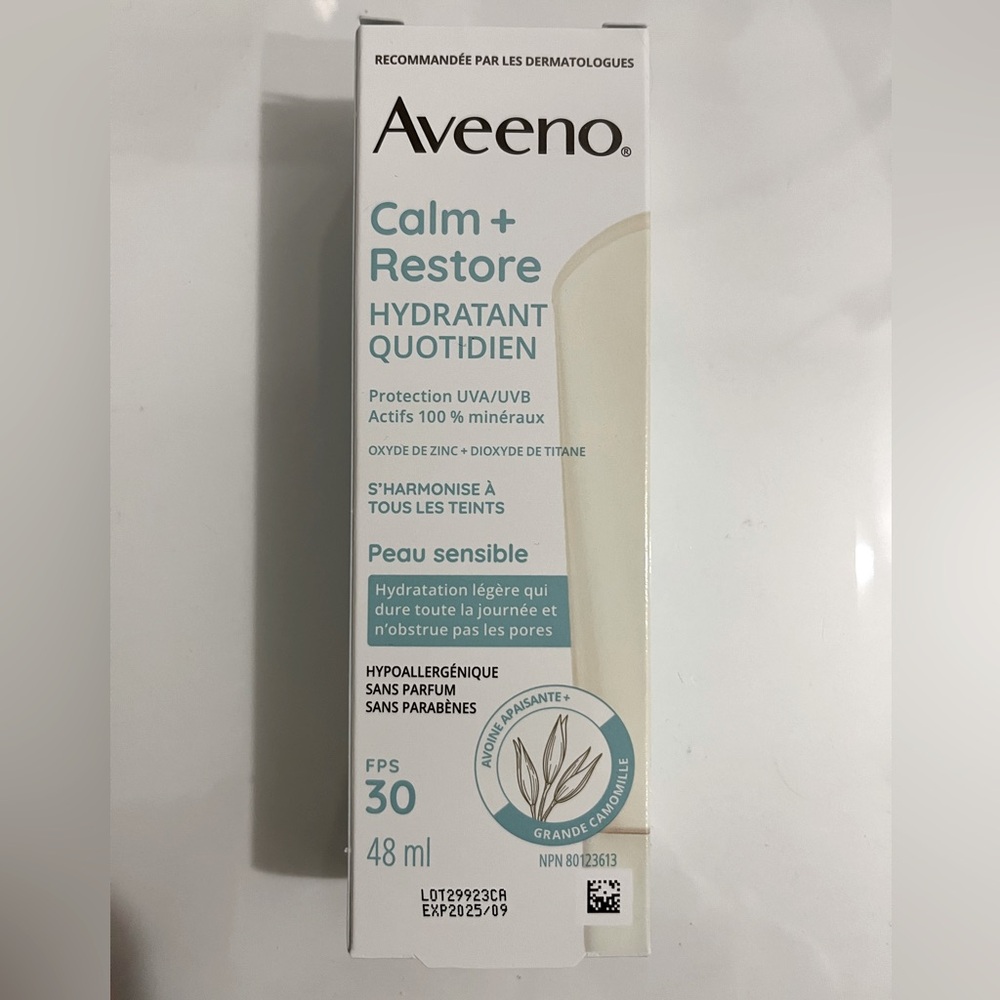 RECOMMANDÉE PAR LES DERMATOLOGUES
Aveeno®
Calm +
Restore
HYDRATANT
QUOTIDIEN
Protection UVA/UVB
Actifs 100 % minéraux
OXYDE DE ZINC + DIOXYDE DE TITANE
S'HARMONISE À
TOUS LES TEINTS
Peau sensible
Hydratation légère qui
dure toute la journée et
n'obstrue pas les pores
HYPOALLERGÉNIQUE
SANS PARFUM
SANS PARABÈNES
AVOINE APAISANTE +
GRANDE CAMOMILLE
FPS
30
48 ml
NPN 80123613
LOT29923CA
EXP2025/09